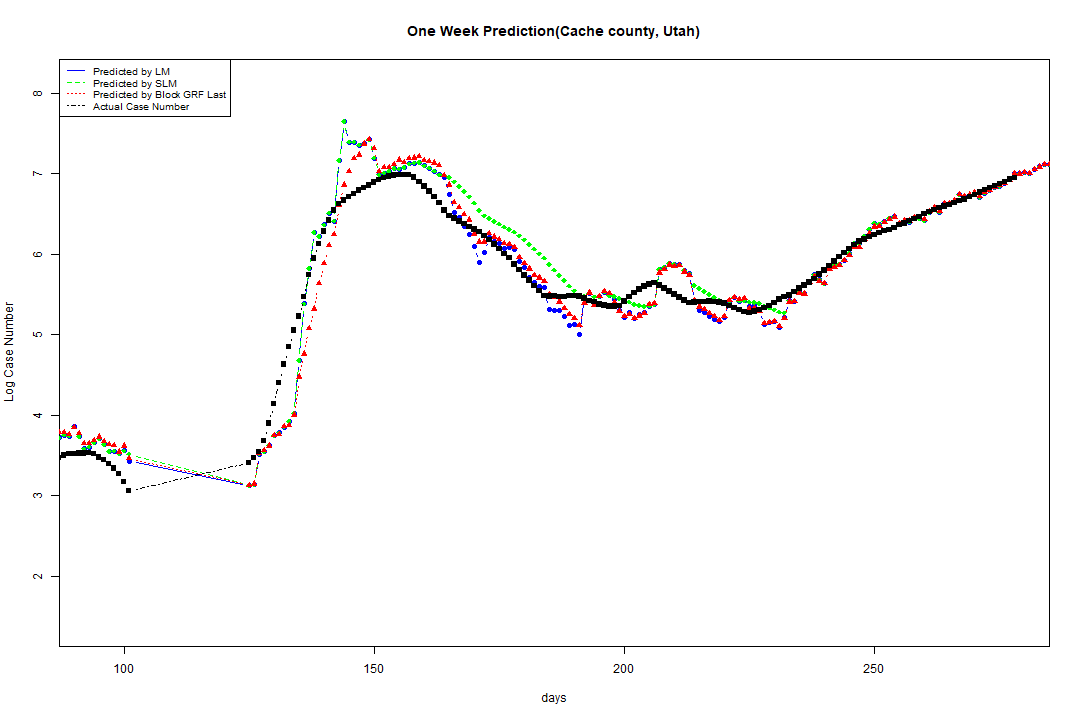 One Week Prediction(Cache county, Utah)
Predicted by LM
Predicted by SLM
Predicted by Block GRF Last
Actual Case Number
8
7
6
5
4
3
2
Log Case Number
100 150 200 250
days